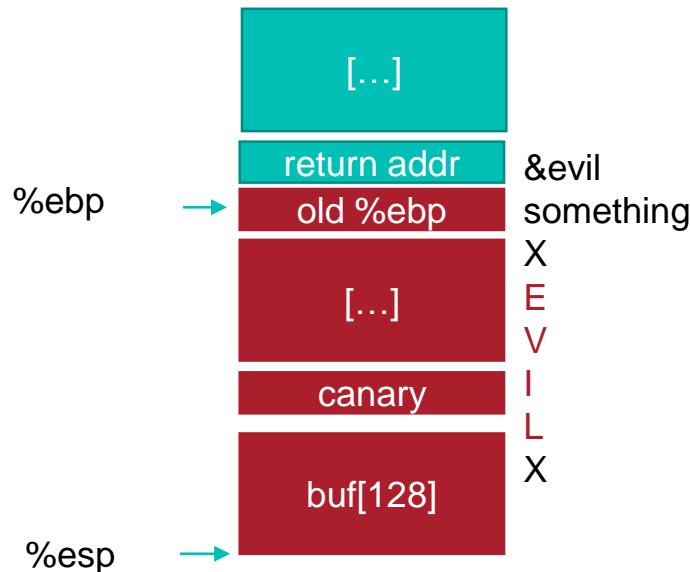 [...]
return addr
&evil
%ebp
old %ebp
something
X
E
[...]
V
I
canary
L
X
buf[128]
%esp